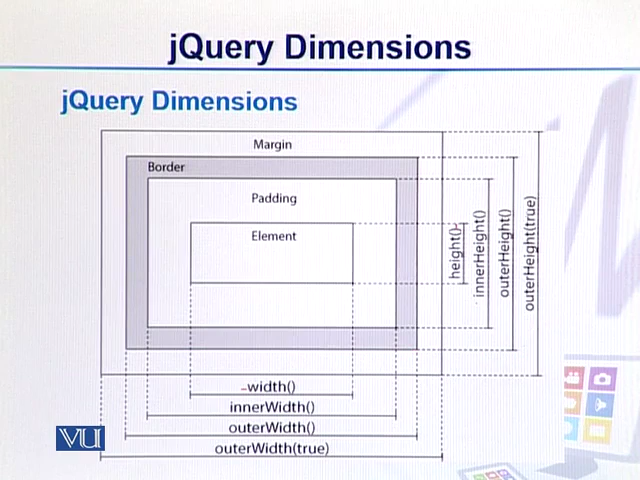 jQuery Dimensions
jQuery Dimensions
Margin
Border
Padding
Element
height()
innerHeight()
outerHeight()
outerHeight(true)
width()
innerWidth()
outerWidth()
outerWidth(true)
VU